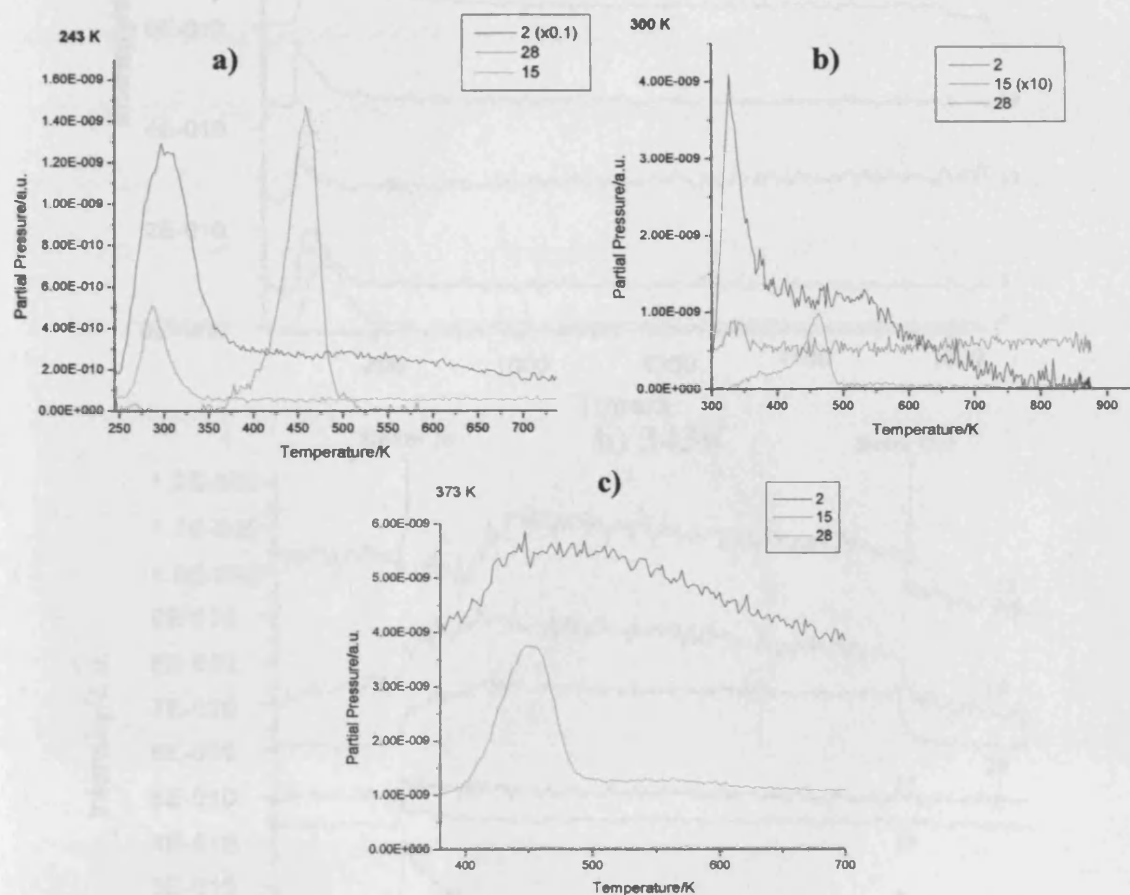 243 K
a)
2 (x0.1)
28
15
1.60E-009
1.40E-009
1.20E-009
1.00E-009
8.00E-010
6.00E-010
4.00E-010
2.00E-010
0.00E+000
Partial Pressure/a.u.
250 300 350 400 450 500 550 600 650 700
Temperature/K
300 K
b)
2
15 (x10)
28
4.00E-009
3.00E-009
2.00E-009
1.00E-009
0.00E+000
Partial Pressure/a.u.
300 400 500 600 700 800 900
Temperature/K
373 K
c)
2
15
28
6.00E-009
5.00E-009
4.00E-009
3.00E-009
2.00E-009
1.00E-009
0.00E+000
Partial Pressure/a.u.
400 500 600 700
Temperature/K